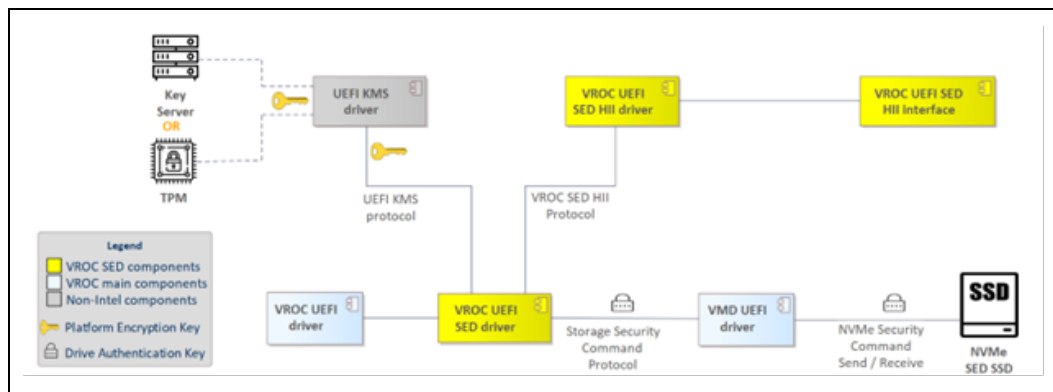 Key
Server
OR
TPM
UEFI KMS
driver
VROC UEFI
SED HII driver
VROC UEFI SED
HII interface
UEFI KMS
protocol
VROC SED HII
Protocol
Legend
VROC SED components
VROC main components
Non-Intel components
Platform Encryption Key
Drive Authentication Key
VROC UEFI
driver
VROC UEFI
SED driver
Storage Security
Command
Protocol
VMD UEFI
driver
NVMe Security
Command
Send / Receive
SSD
NVMe
SED SSD